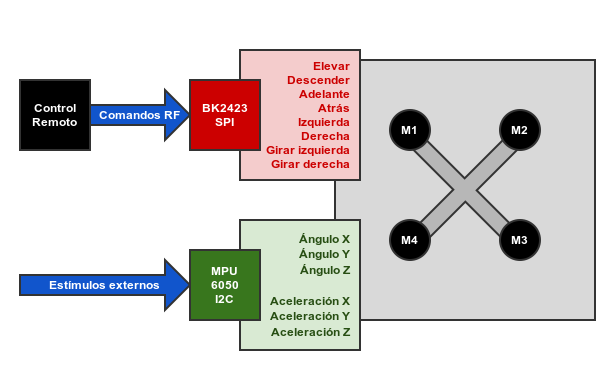 Control
Remoto
Comandos RF
BK2423
SPI
Elevar
Descender
Adelante
Atrás
Izquierda
Derecha
Girar izquierda
Girar derecha
M1
M2
M4
M3
Estímulos externos
MPU
6050
I2C
Ángulo X
Ángulo Y
Ángulo Z
Aceleración X
Aceleración Y
Aceleración Z